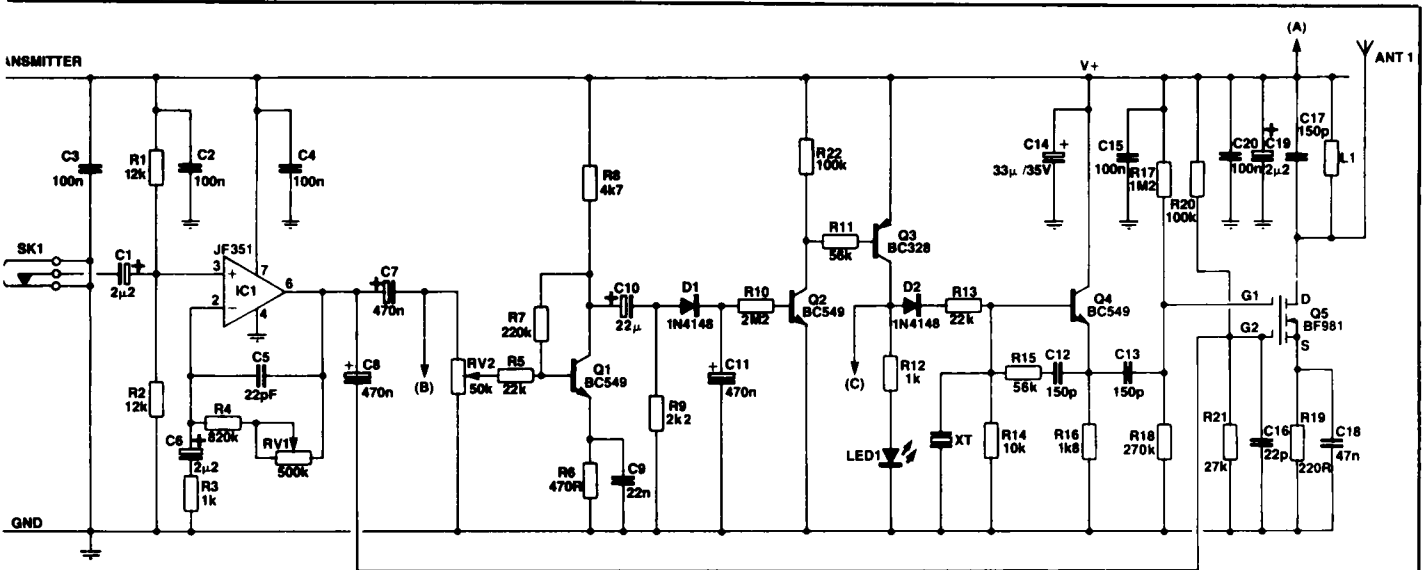 ANSMITTER
(A)
ANT 1
V+
C3
100n
R1
12k
C2
100n
C4
100n
R8
4k7
R22
100k
C14
+
33µ /35V
C15
100n
R17
1M2
R20
100k
C20
100n
+
C19
2µ2
C17
150p
L1
SK1
C1
+
2µ2
JF351
3
+
7
IC1
6
2
−
4
+
C7
470n
R7
220k
+
C10
22µ
D1
1N4148
R10
2M2
Q2
BC549
R11
56k
Q3
BC328
D2
1N4148
R13
22k
Q4
BC549
G1
G2
D
Q5
BF981
S
C5
22pF
R2
12k
R4
820k
RV1
500k
C6
+
2µ2
R3
1k
+
C8
470n
(B)
RV2
50k
R5
22k
Q1
BC549
R9
2k2
+
C11
470n
(C)
R12
1k
R15
56k
C12
150p
C13
150p
R6
470R
C9
22n
LED1
XT
R14
10k
R16
1k8
R18
270k
R21
27k
C16
22p
R19
220R
C18
47n
GND